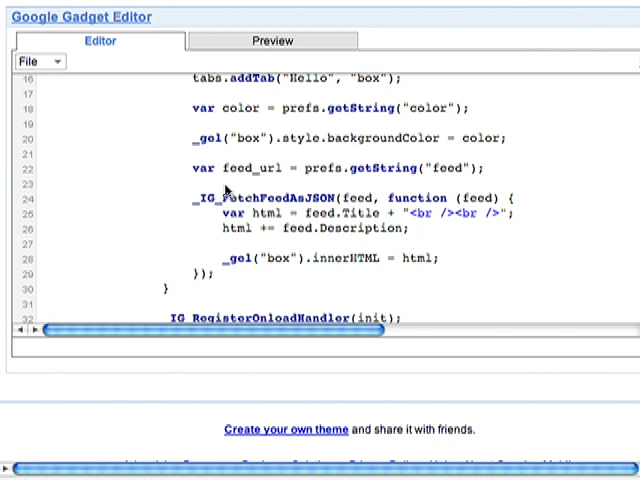 Google Gadget Editor
Editor Preview
File
16 tabs.addTab("Hello", "box");
17
18 var color = prefs.getString("color");
19
20 _gel("box").style.backgroundColor = color;
21
22 var feed_url = prefs.getString("feed");
23
24 _IG_FetchFeedAsJSON(feed, function (feed) {
25 var html = feed.Title + "<br /><br />";
26 html += feed.Description;
27
28 _gel("box").innerHTML = html;
29 });
30 }
31
32 _IG_RegisterOnloadHandler(init);
Create your own theme and share it with friends.